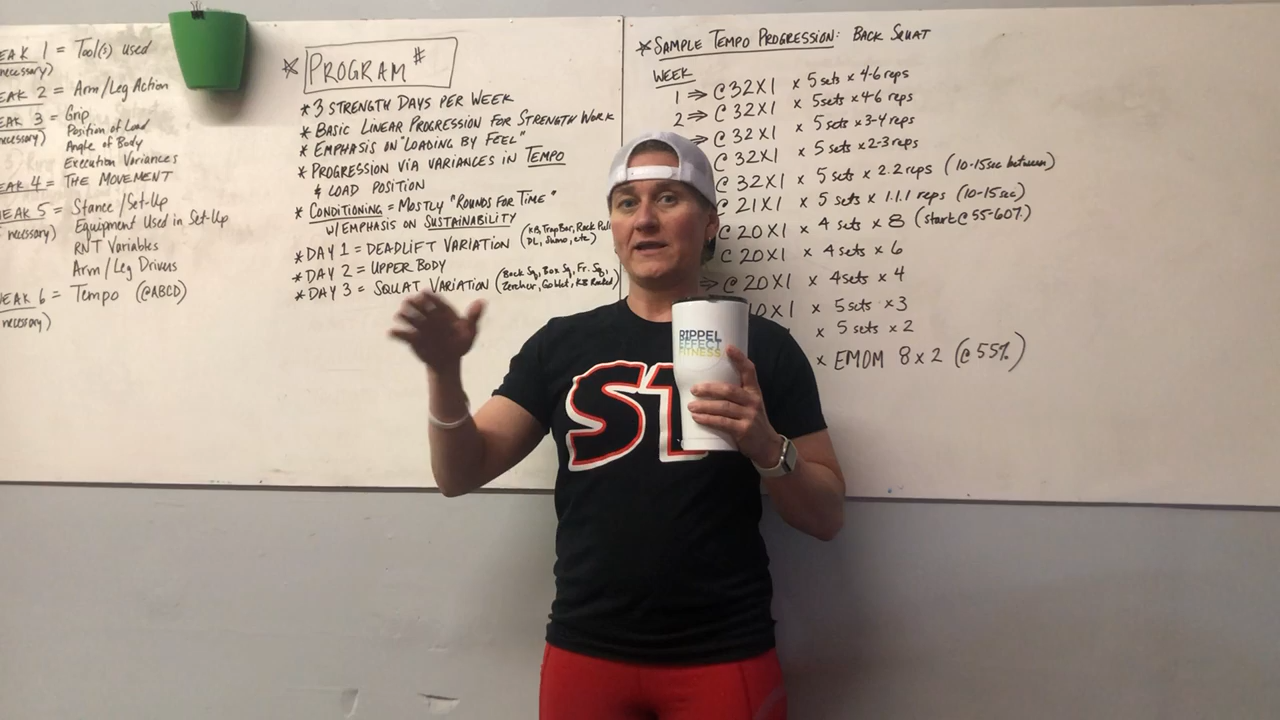 EAK 1 = Tool(s) used
necessary)
EAK 2 = Arm/Leg Action
EAK 3 = Grip
necessary) Position of Load
Angle of Body
Execution Variances
EAK 4 = THE MOVEMENT
EAK 5 = Stance/Set-Up
necessary) Equipment Used in Set-Up
RNT Variables
Arm/Leg Drivers
EAK 6 = Tempo (@ABCD)
necessary)
* PROGRAM #
* 3 STRENGTH DAYS PER WEEK
* BASIC LINEAR PROGRESSION FOR STRENGTH WORK
* EMPHASIS ON "LOADING BY FEEL"
* PROGRESSION VIA VARIANCES IN TEMPO
& LOAD POSITION
* CONDITIONING = MOSTLY "ROUNDS FOR TIME"
W/ EMPHASIS ON SUSTAINABILITY
* DAY 1 = DEADLIFT VARIATION (KB, Trap Bar, Rack Pull
DL, Sumo, etc)
* DAY 2 = UPPER BODY
* DAY 3 = SQUAT VARIATION (Back Sq, Box Sq, Fr. Sq,
Zercher, Goblet, KB Racked)
* SAMPLE TEMPO PROGRESSION: BACK SQUAT
WEEK
1 ⇒ @ 32X1 × 5 sets × 4-6 reps
2 ⇒ @ 32X1 × 5 sets × 4-6 reps
⇒ @ 32X1 × 5 sets × 3-4 reps
@ 32X1 × 5 sets × 2-3 reps
@ 32X1 × 5 sets × 2.2 reps (10-15sec between)
@ 21X1 × 5 sets × 1.1.1 reps (10-15sec)
@ 20X1 × 4 sets × 8 (start @ 55-60%)
@ 20X1 × 4 sets × 6
⇒ @ 20X1 × 4 sets × 4
10X1 × 5 sets × 3
× 5 sets × 2
× EMOM 8 x 2 (@ 55%)
RIPPEL
EFFECT
FITNESS
ST